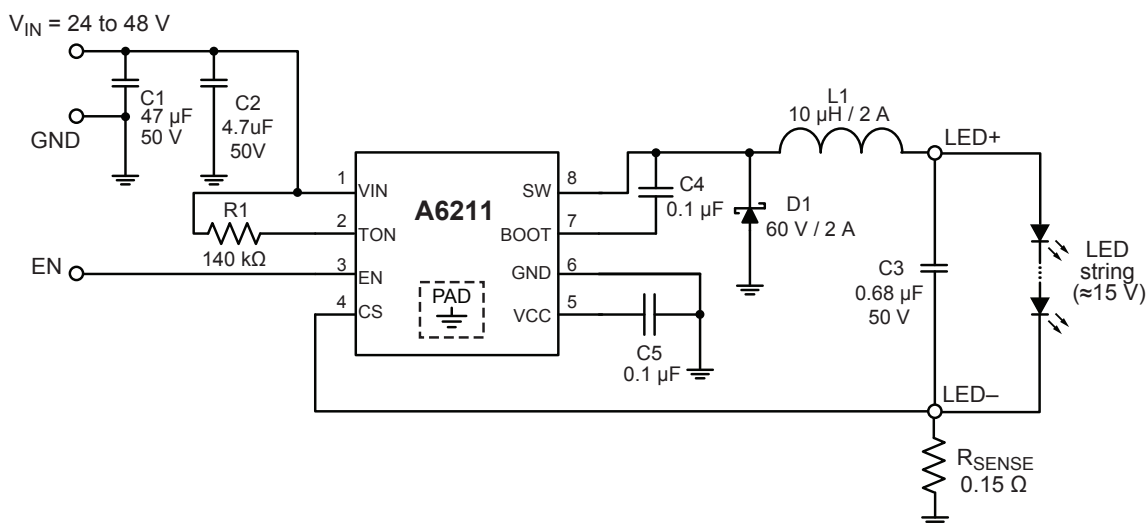 VIN = 24 to 48 V
GND
C1
47 µF
50 V
C2
4.7uF
50V
R1
140 kΩ
EN
1
2
3
4
VIN
TON
EN
CS
A6211
PAD
SW
BOOT
GND
VCC
8
7
6
5
C4
0.1 µF
C5
0.1 µF
D1
60 V / 2 A
L1
10 µH / 2 A
LED+
C3
0.68 µF
50 V
LED
string
(≈15 V)
LED–
RSENSE
0.15 Ω